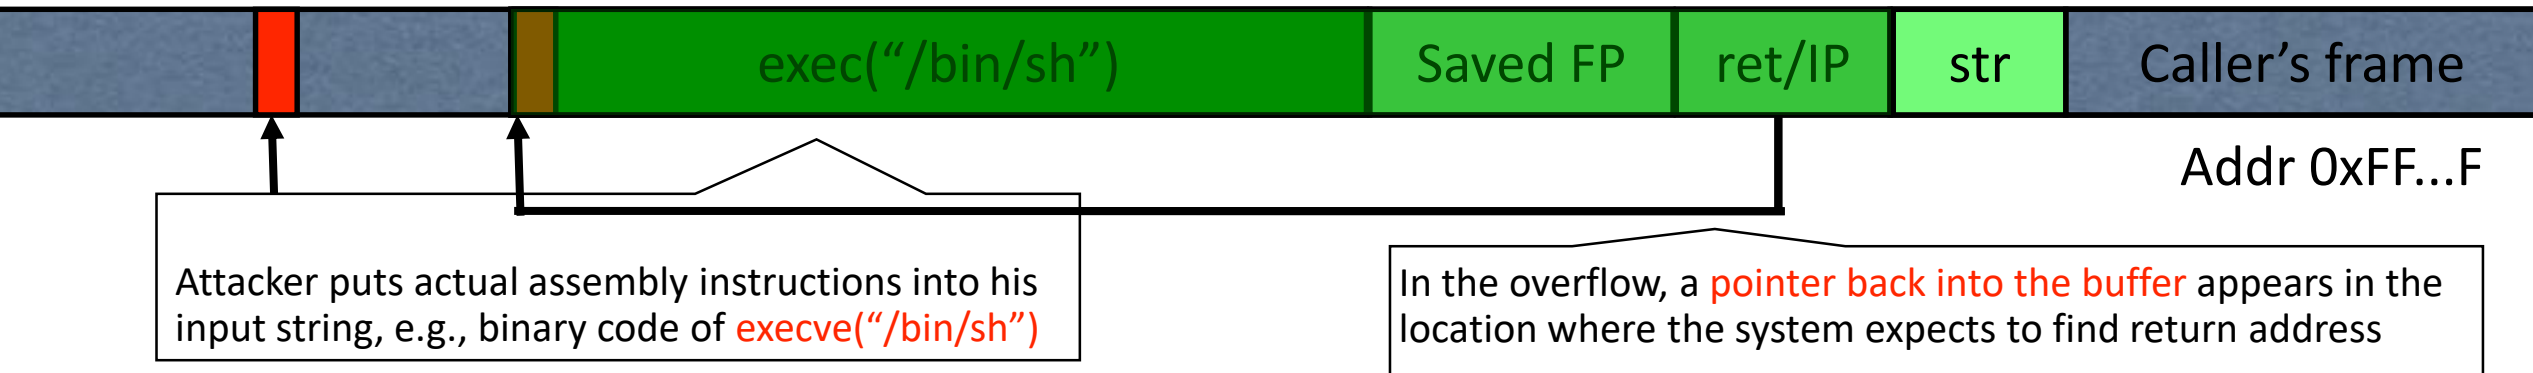 exec(“/bin/sh”)
Saved FP
ret/IP
str
Caller’s frame
Addr 0xFF...F
Attacker puts actual assembly instructions into his
input string, e.g., binary code of execve(“/bin/sh”)
In the overflow, a pointer back into the buffer appears in the
location where the system expects to find return address